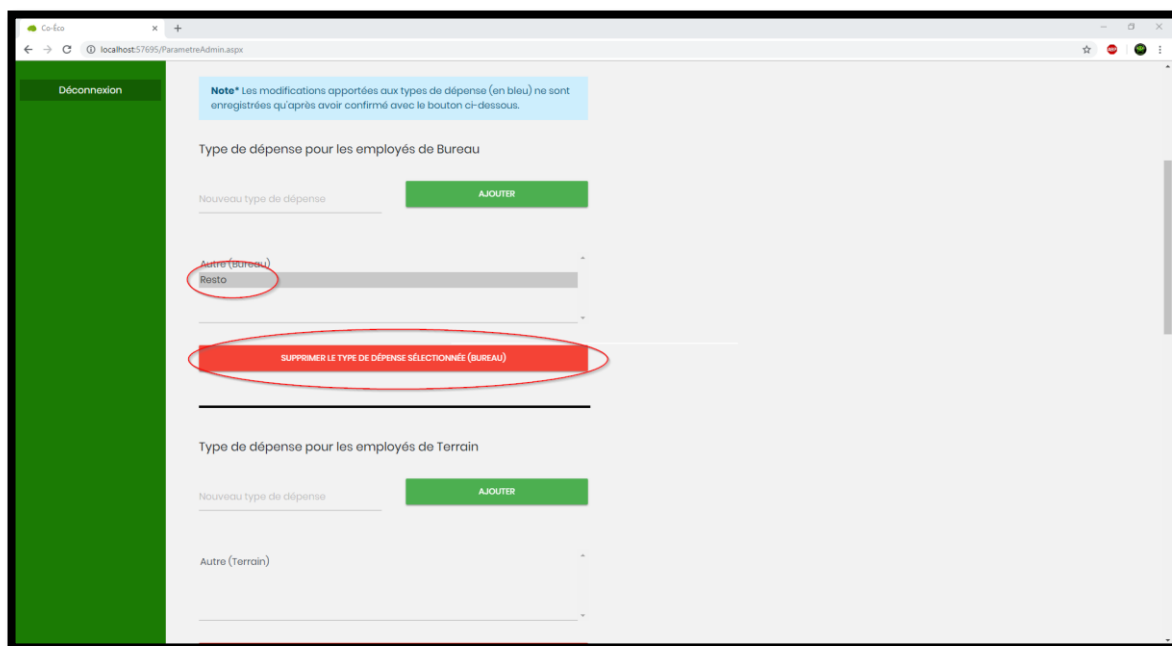 Co-Éco
localhost:57695/ParametreAdmin.aspx
Déconnexion
Note* Les modifications apportées aux types de dépense (en bleu) ne sont
enregistrées qu'après avoir confirmé avec le bouton ci-dessous.
Type de dépense pour les employés de Bureau
Nouveau type de dépense
AJOUTER
Autre (Bureau)
Resto
SUPPRIMER LE TYPE DE DÉPENSE SÉLECTIONNÉE (BUREAU)
Type de dépense pour les employés de Terrain
Nouveau type de dépense
AJOUTER
Autre (Terrain)